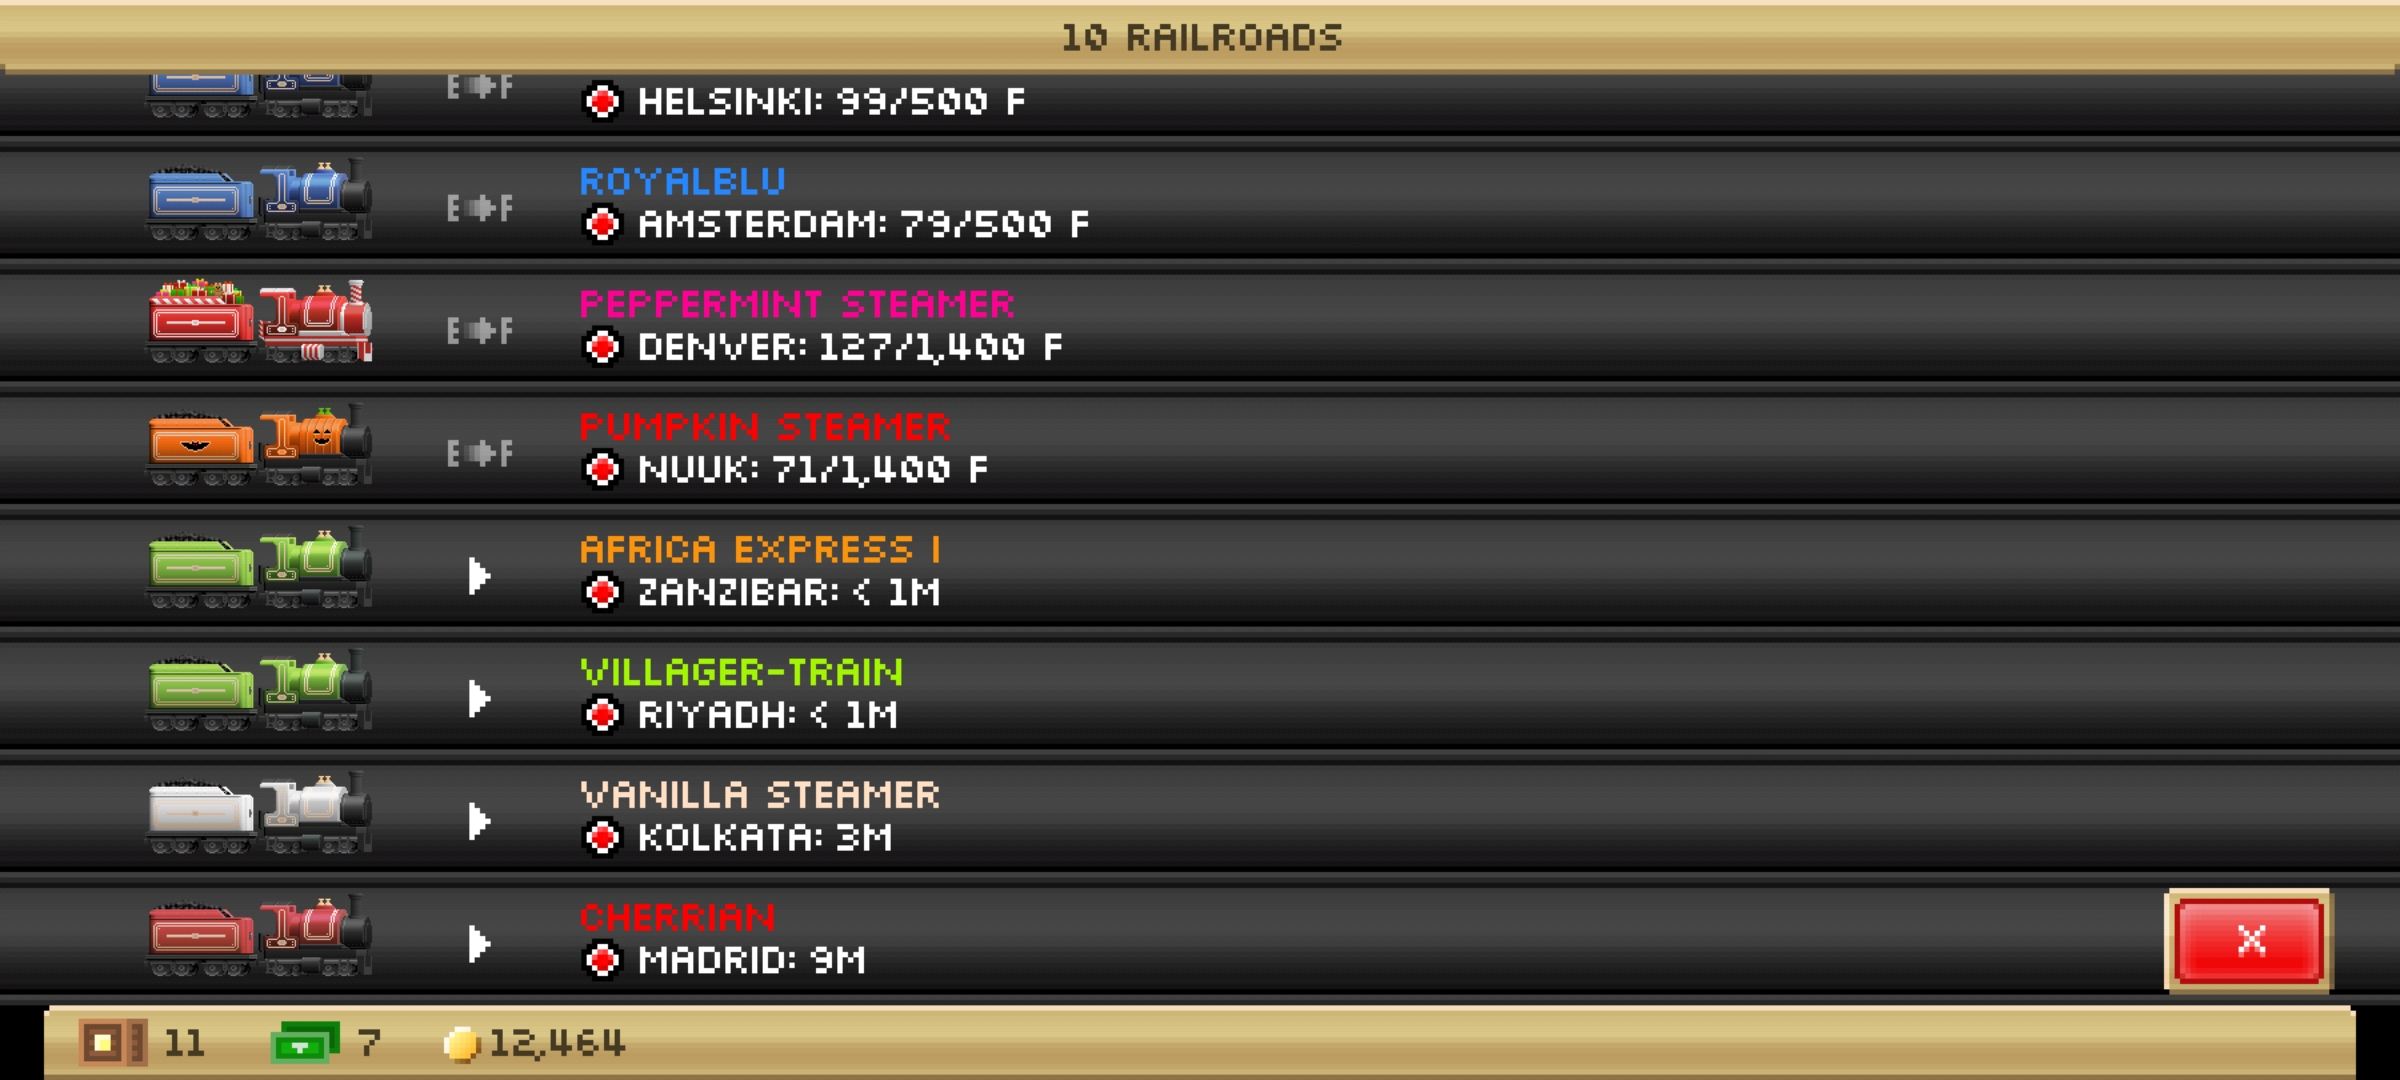 10 RAILROADS
E F
HELSINKI: 99/500 F
E F
ROYALBLU
AMSTERDAM: 79/500 F
E F
PEPPERMINT STEAMER
DENVER: 127/1,400 F
E F
PUMPKIN STEAMER
NUUK: 71/1,400 F
AFRICA EXPRESS I
ZANZIBAR: < 1M
VILLAGER-TRAIN
RIYADH: < 1M
VANILLA STEAMER
KOLKATA: 3M
CHERRIAN
MADRID: 9M
X
11 7 12,464